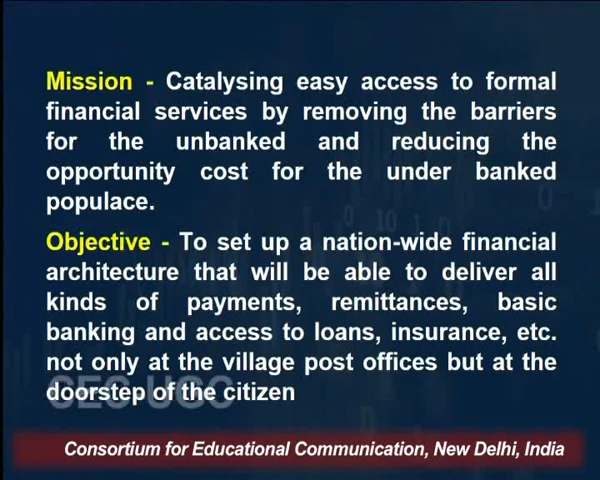 Mission - Catalysing easy access to formal
financial services by removing the barriers
for the unbanked and reducing the
opportunity cost for the under banked
populace.
Objective - To set up a nation-wide financial
architecture that will be able to deliver all
kinds of payments, remittances, basic
banking and access to loans, insurance, etc.
not only at the village post offices but at the
doorstep of the citizen
CEC-UGC
Consortium for Educational Communication, New Delhi, India